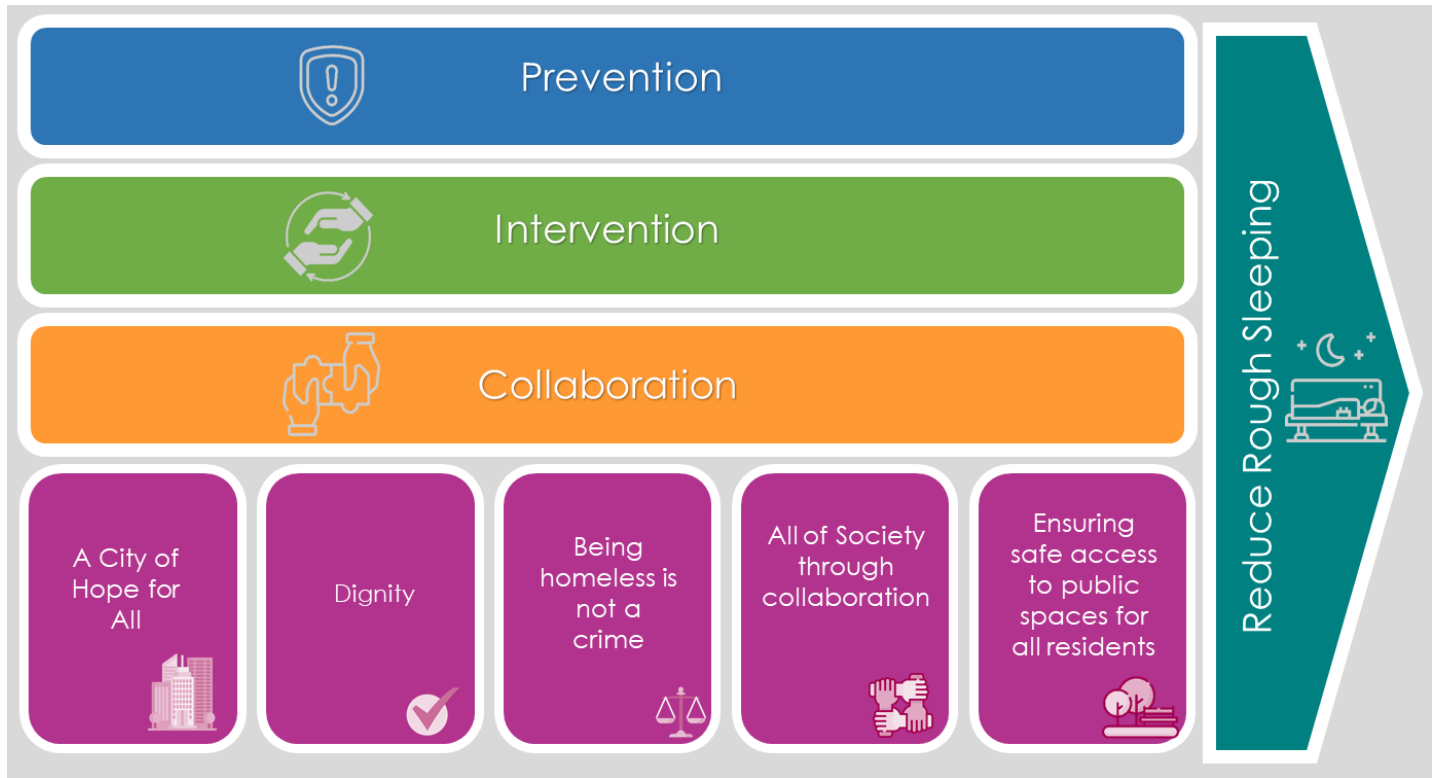 Prevention
Intervention
Collaboration
A City of
Hope for
All
Dignity
Being
homeless is
not a
crime
All of Society
through
collaboration
Ensuring
safe access
to public
spaces for
all residents
Reduce Rough Sleeping